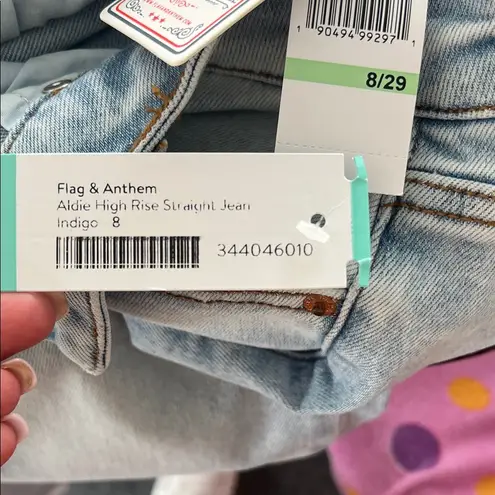 1 90494 99297 1
8/29
Flag & Anthem
Aldie High Rise Straight Jean
Indigo 8
344046010